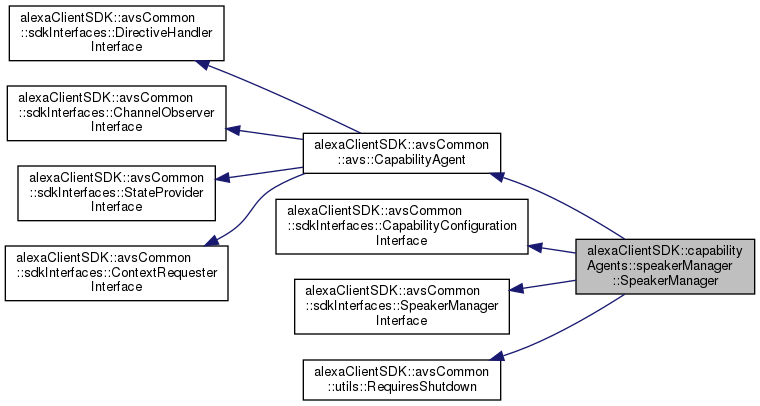 alexaClientSDK::avsCommon
::sdkInterfaces::DirectiveHandler
Interface
alexaClientSDK::avsCommon
::sdkInterfaces::ChannelObserver
Interface
alexaClientSDK::avsCommon
::avs::CapabilityAgent
alexaClientSDK::avsCommon
::sdkInterfaces::StateProvider
Interface
alexaClientSDK::avsCommon
::sdkInterfaces::CapabilityConfiguration
Interface
alexaClientSDK::avsCommon
::sdkInterfaces::ContextRequester
Interface
alexaClientSDK::capability
Agents::speakerManager
::SpeakerManager
alexaClientSDK::avsCommon
::sdkInterfaces::SpeakerManager
Interface
alexaClientSDK::avsCommon
::utils::RequiresShutdown